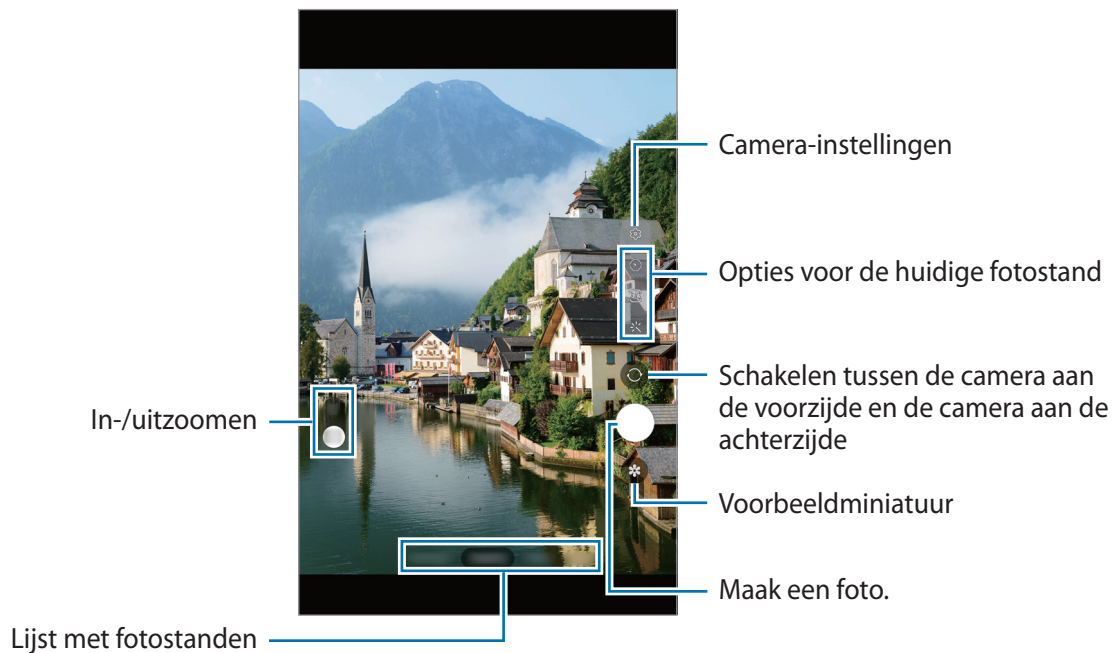 Camera-instellingen
Opties voor de huidige fotostand
Schakelen tussen de camera aan
de voorzijde en de camera aan de
achterzijde
In-/uitzoomen
Voorbeeldminiatuur
Maak een foto.
Lijst met fotostanden